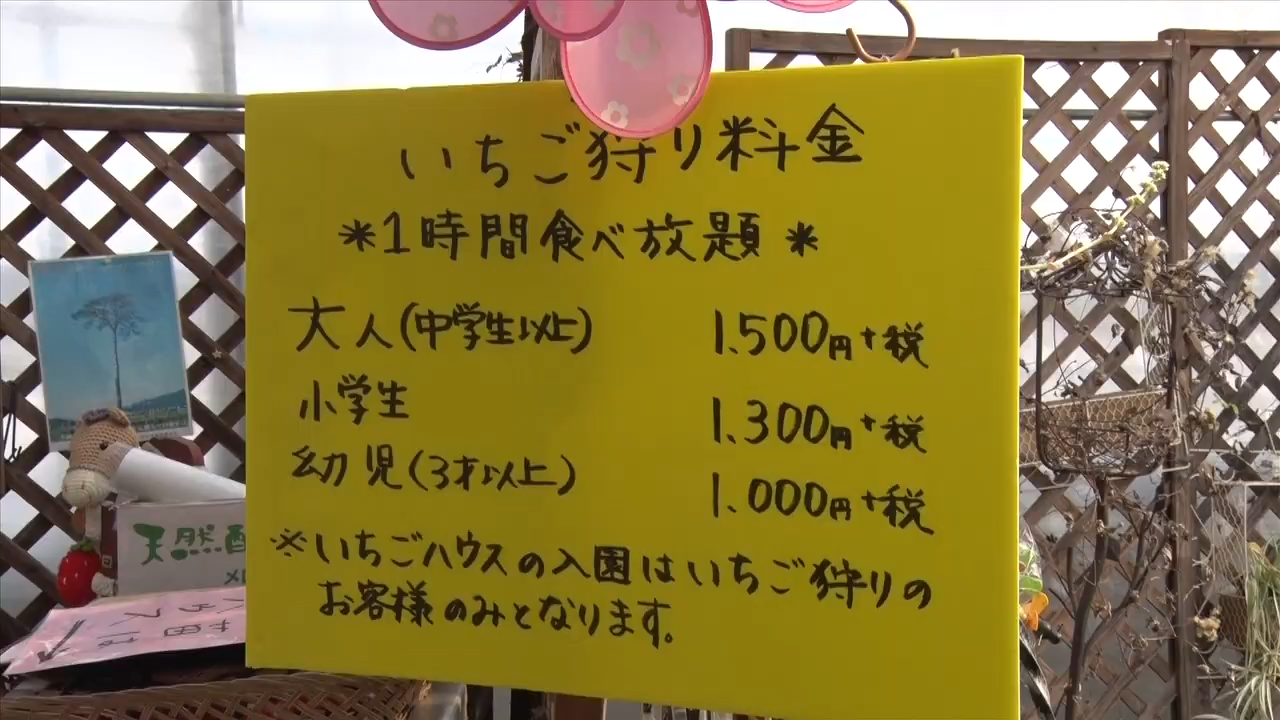 いちご狩り料金
*1時間食べ放題*
大人(中学生以上) 1.500円+税
小学生 1.300円+税
幼児(3才以上) 1.000円+税
※いちごハウスの入園はいちご狩りの
お客様のみとなります。
天然酵